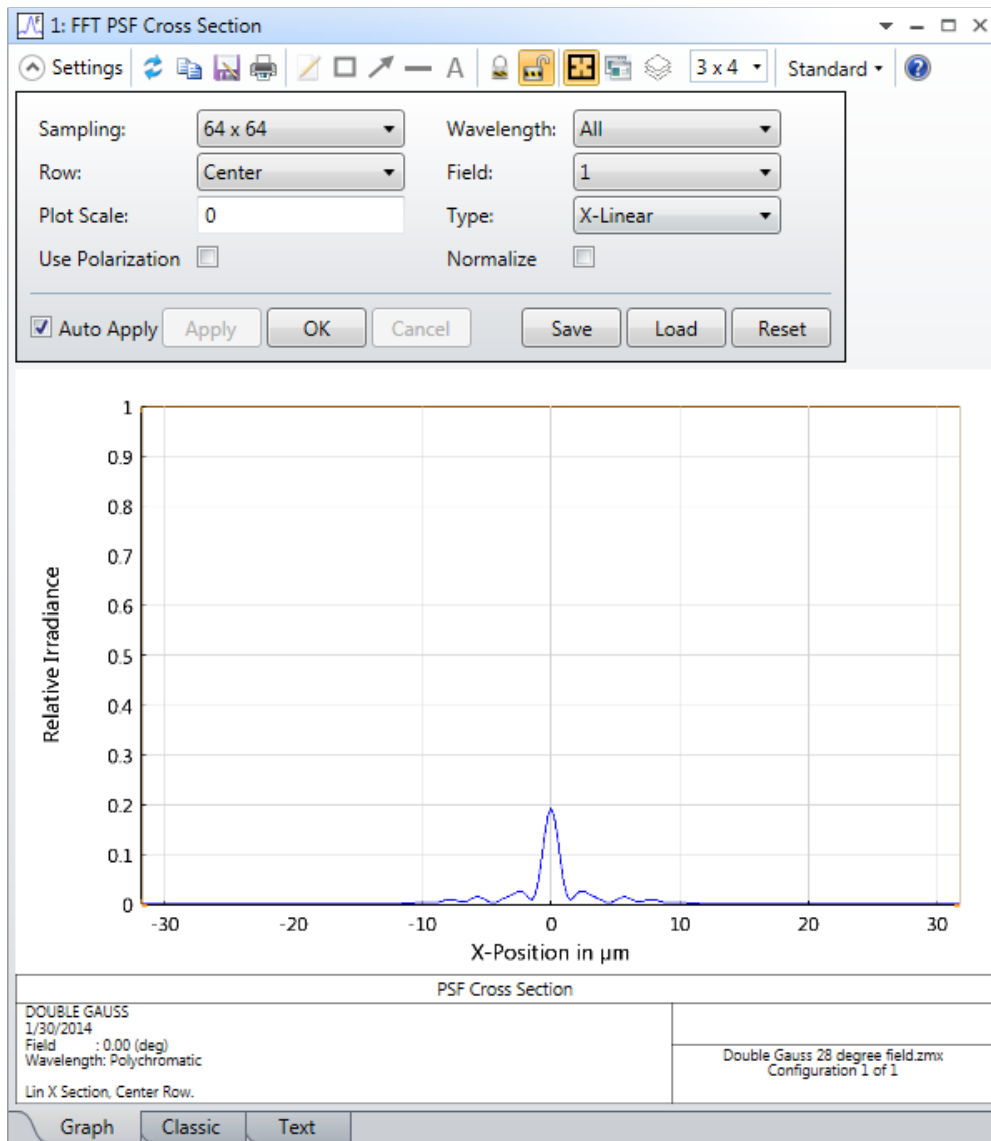 1: FFT PSF Cross Section
Settings
A
3 x 4
Standard
?
Sampling: 64 x 64 Wavelength: All
Row: Center Field: 1
Plot Scale: 0 Type: X-Linear
Use Polarization Normalize
Auto Apply Apply OK Cancel Save Load Reset
1
0.9
0.8
0.7
0.6
0.5
0.4
0.3
0.2
0.1
0
Relative Irradiance
-30 -20 -10 0 10 20 30
X-Position in µm
PSF Cross Section
DOUBLE GAUSS
1/30/2014
Field : 0.00 (deg)
Wavelength: Polychromatic
Lin X Section, Center Row.
Double Gauss 28 degree field.zmx
Configuration 1 of 1
Graph Classic Text